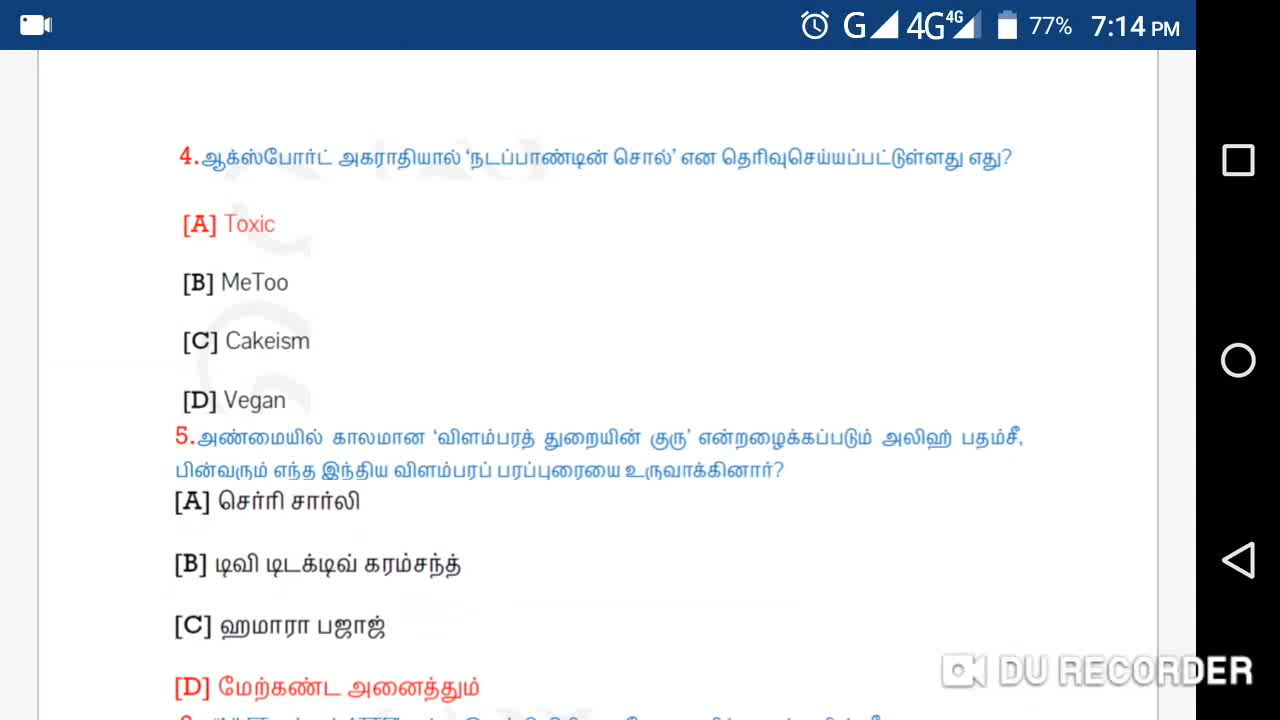 G 4G 4G 77% 7:14 PM
4.ஆக்ஸ்போர்ட் அகராதியால் ‘நடப்பாண்டின் சொல்’ என தெரிவுசெய்யப்பட்டுள்ளது எது?
[A] Toxic
[B] MeToo
[C] Cakeism
[D] Vegan
5.அண்மையில் காலமான ‘விளம்பரத் துறையின் குரு’ என்றழைக்கப்படும் அலிஹ் பதம்சீ,
பின்வரும் எந்த இந்திய விளம்பரப் பரப்புரையை உருவாக்கினார்?
[A] செர்ரி சார்லி
[B] டிவி டிடக்டிவ் கரம்சந்த்
[C] ஹமாரா பஜாஜ்
[D] மேற்கண்ட அனைத்தும்
DU RECORDER